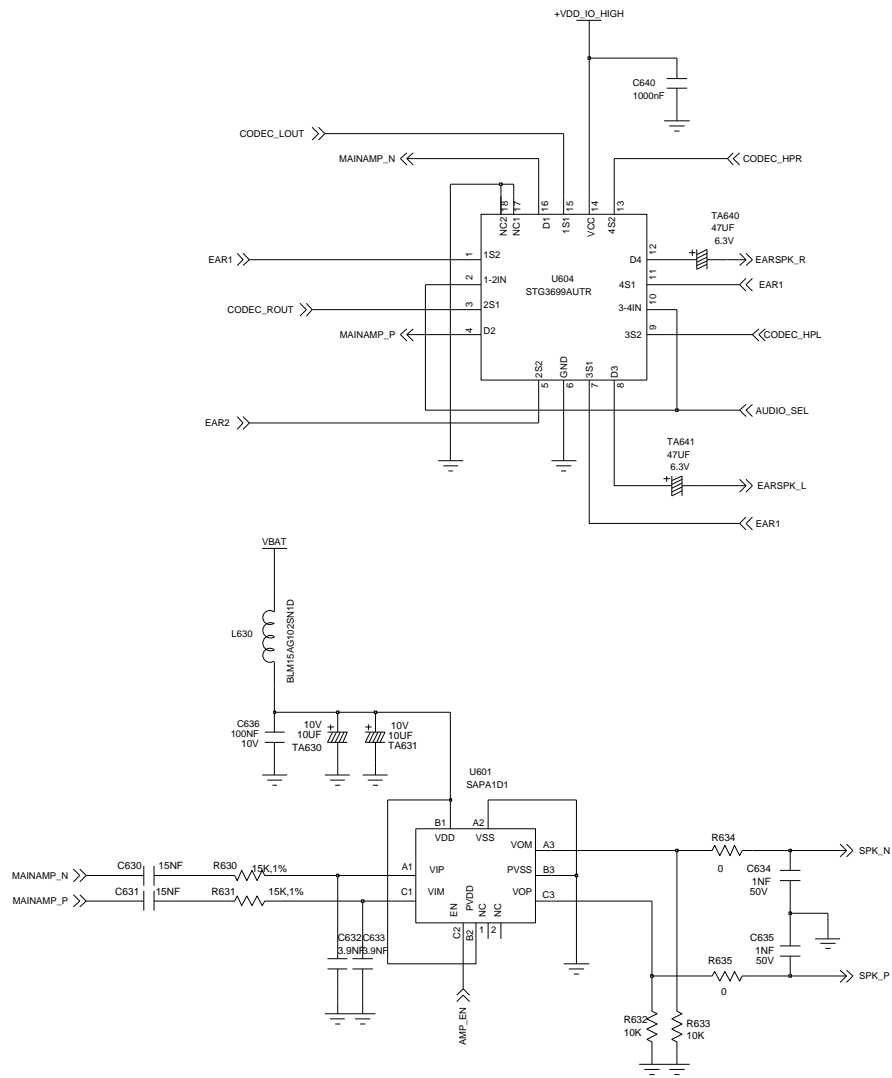 +VDD_IO_HIGH
C640
1000nF
CODEC_LOUT
MAINAMP_N
CODEC_HPR
18 17 16 15 14 13
NC2 NC1 D1 1S1 VCC 4S2
TA640
47UF
6.3V
EAR1
1 1S2
D4 12
EARSPK_R
2 1-2IN
U604
STG3699AUTR
4S1 11
EAR1
3-4IN 10
CODEC_ROUT
3 2S1
MAINAMP_P
4 D2
3S2 9
CODEC_HPL
2S2 GND 3S1 D3
5 6 7 8
AUDIO_SEL
EAR2
TA641
47UF
6.3V
EARSPK_L
EAR1
VBAT
L630
BLM15AG102SN1D
C636
100NF
10V
10V
10UF
TA630
10V
10UF
TA631
U601
SAPA1D1
B1 A2
VDD VSS
VOM A3
R634
0
SPK_N
MAINAMP_N
C630 15NF
R630 15K,1%
A1 VIP
PVSS B3
C634
1NF
50V
MAINAMP_P
C631 15NF
R631 15K,1%
C1 VIM
VOP C3
EN PVDD NC NC
C2 B2 1 2
C632
3.9NF
C633
3.9NF
C635
1NF
50V
R635
0
SPK_P
AMP_EN
R632
10K
R633
10K